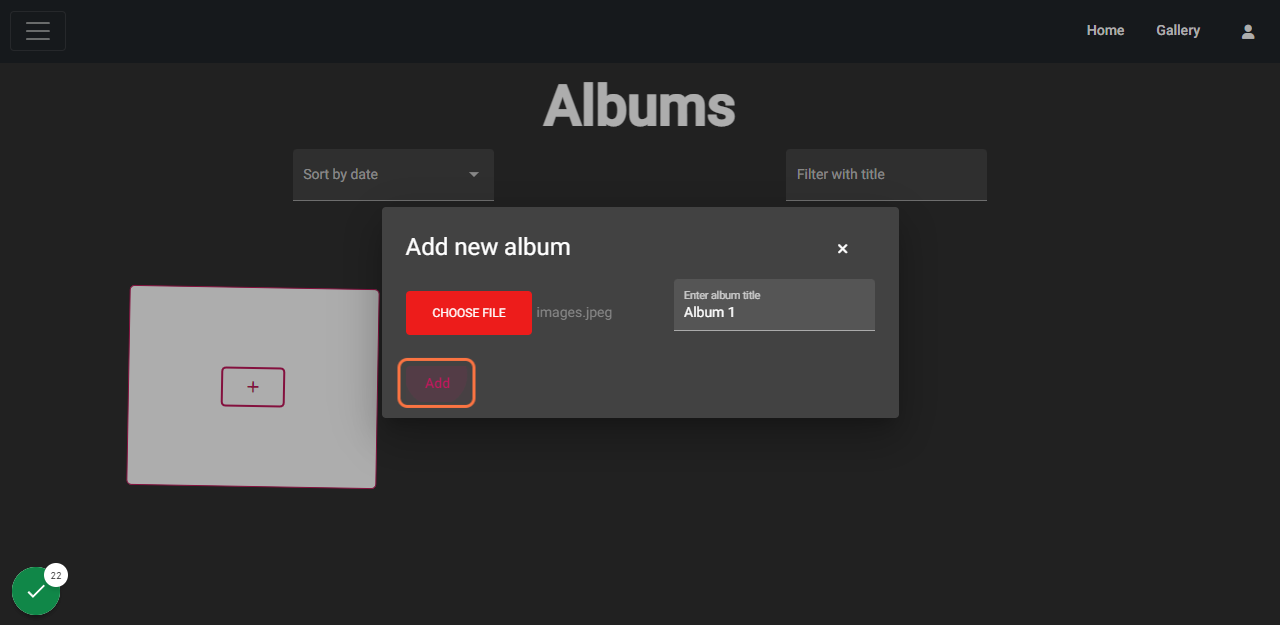 Home Gallery
Albums
Sort by date
Filter with title
Add new album
×
CHOOSE FILE images.jpeg
Enter album title
Album 1
+
Add
22